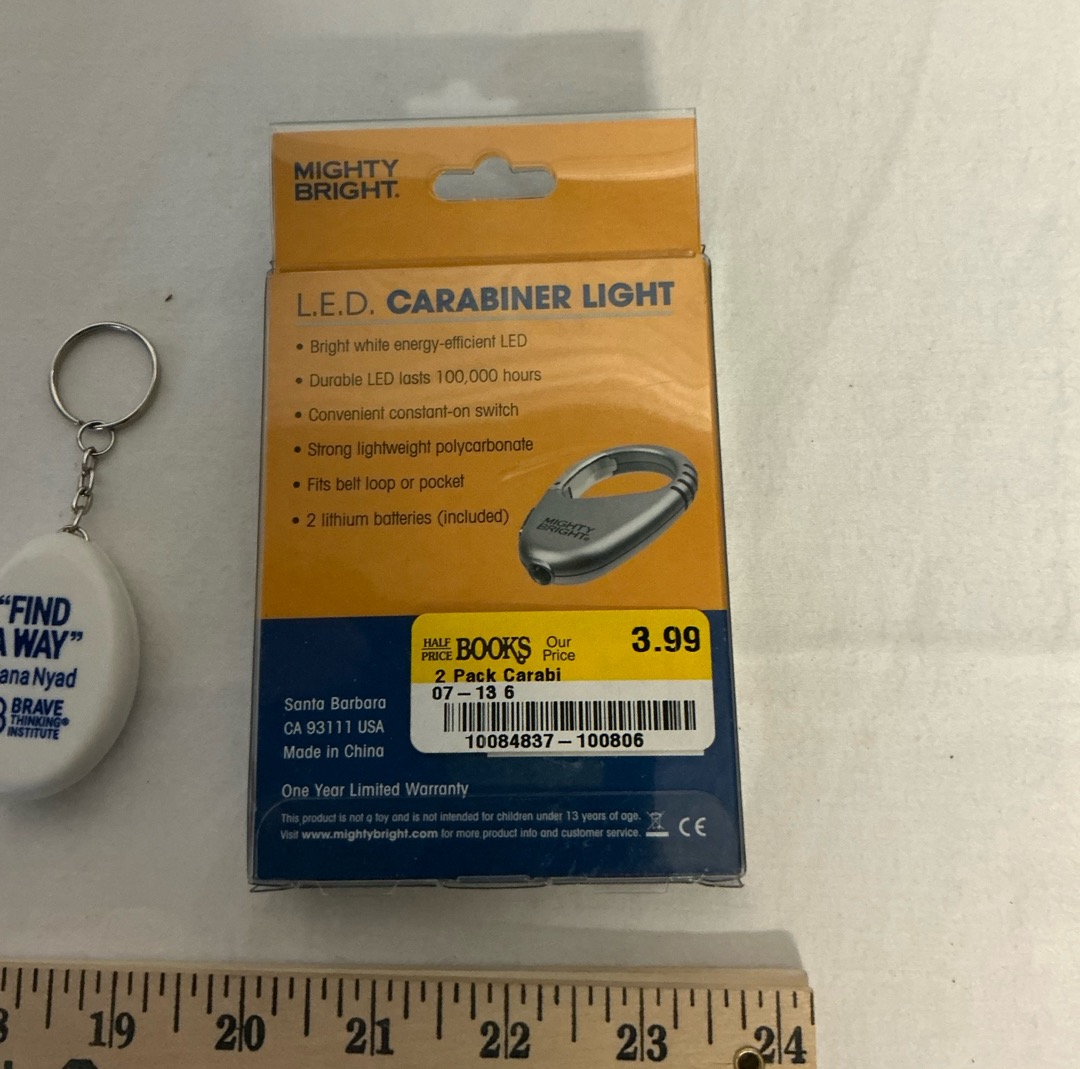 MIGHTY
BRIGHT.
L.E.D. CARABINER LIGHT
• Bright white energy-efficient LED
• Durable LED lasts 100,000 hours
• Convenient constant-on switch
• Strong lightweight polycarbonate
• Fits belt loop or pocket
• 2 lithium batteries (included)
MIGHTY
BRIGHT®
HALF PRICE BOOKS Our Price 3.99
2 Pack Carabi
07-13 6
10084837-100806
Santa Barbara
CA 93111 USA
Made in China
One Year Limited Warranty
This product is not a toy and is not intended for children under 13 years of age.
Visit www.mightybright.com for more product info and customer service.
CE
"FIND
A WAY"
ana Nyad
BRAVE
THINKING®
INSTITUTE
19 20 21 22 23 24